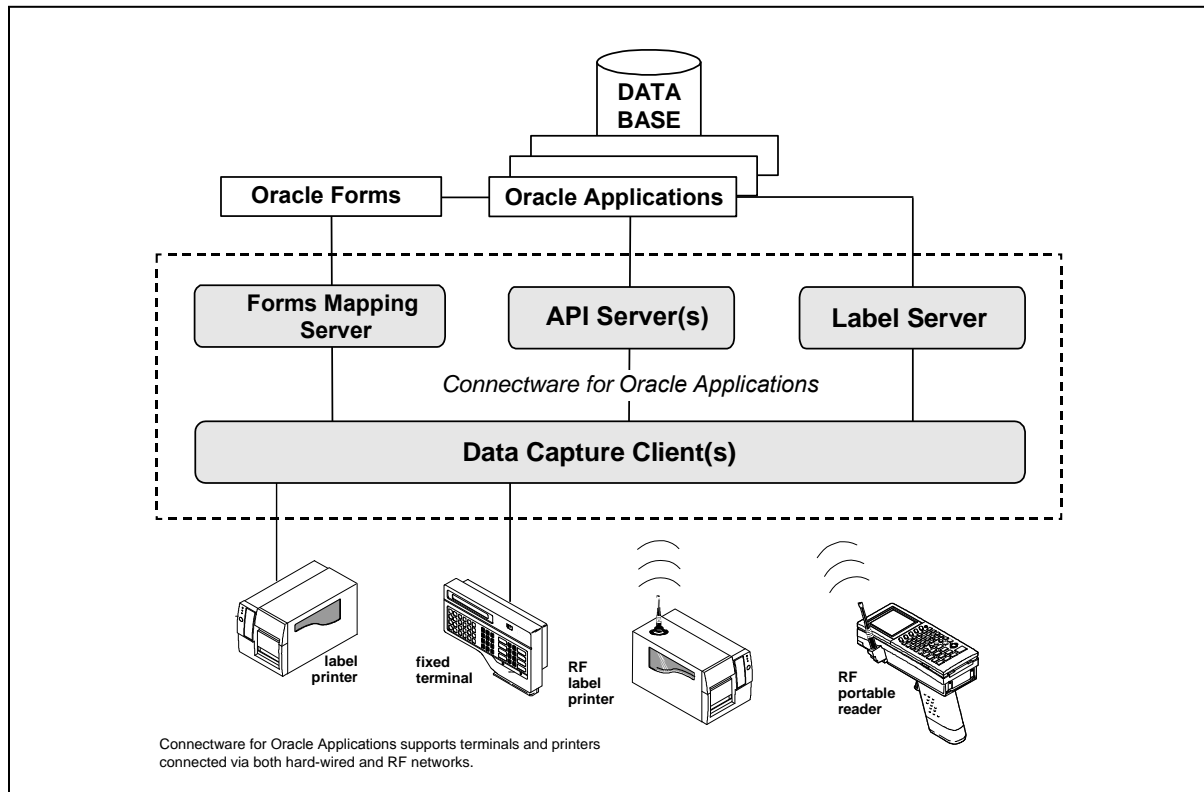 DATA
BASE
Oracle Forms
Oracle Applications
Forms Mapping
Server
API Server(s)
Label Server
Connectware for Oracle Applications
Data Capture Client(s)
label
printer
fixed
terminal
RF
label
printer
RF
portable
reader
Connectware for Oracle Applications supports terminals and printers
connected via both hard-wired and RF networks.